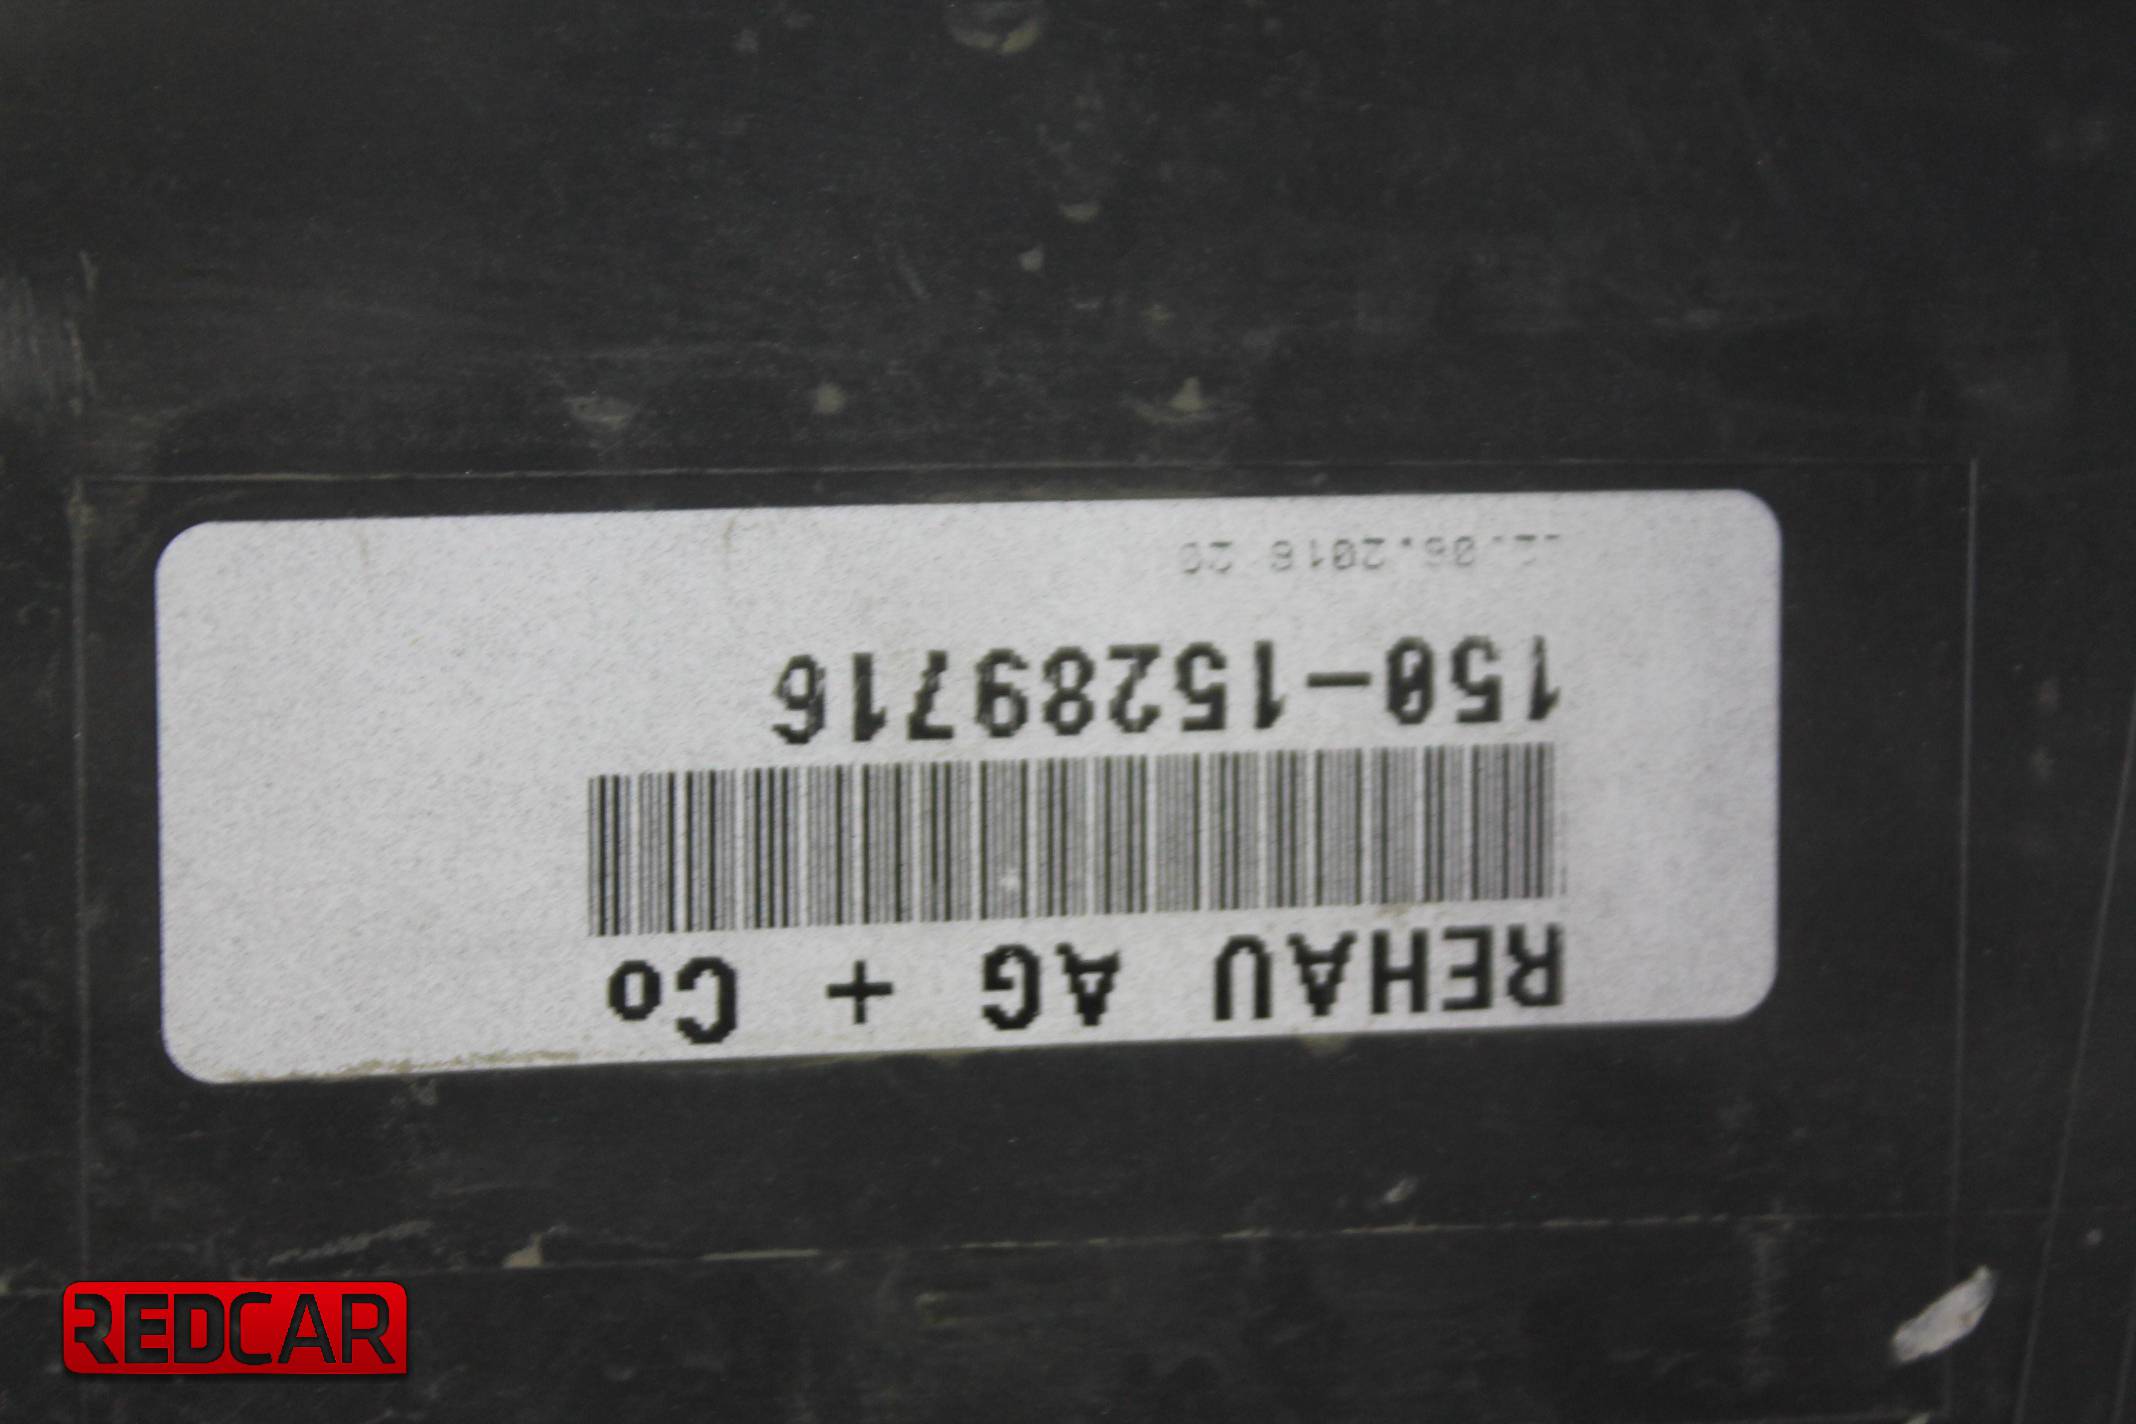 REHAU AG + Co
150-15289716
REDCAR